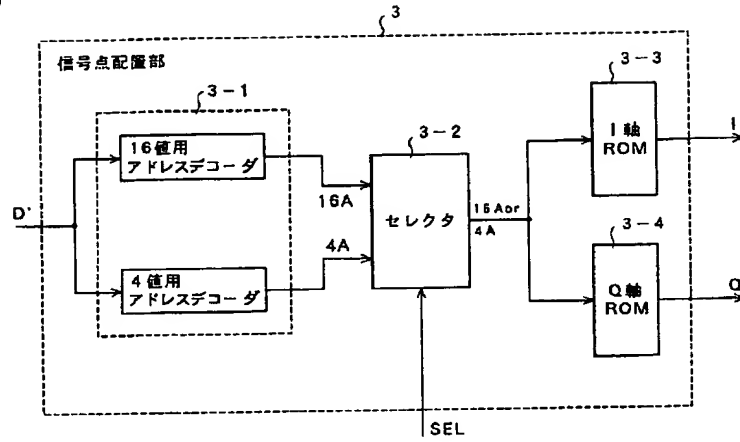 3
信号点配置部
3-1
16値用
アドレスデコーダ
4値用
アドレスデコーダ
D'
16A
4A
3-2
セレクタ
16Aor
4A
SEL
3-3
I軸
ROM
I
3-4
Q軸
ROM
Q